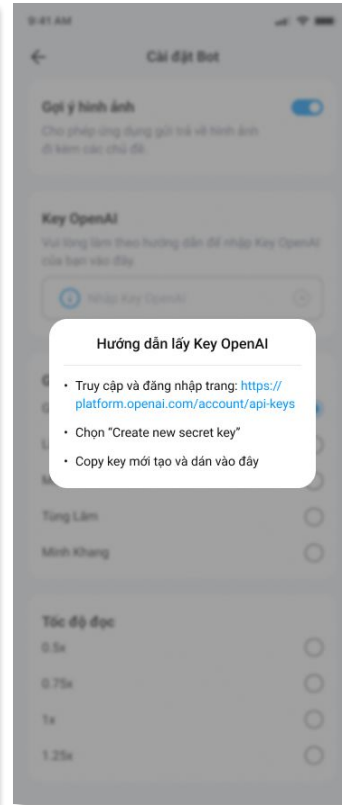 9:41 AM
Cài đặt Bot
Gợi ý hình ảnh
Cho phép ứng dụng gửi trả về hình ảnh
đi kèm các chủ đề.
Key OpenAI
Vui lòng làm theo hướng dẫn để nhập Key OpenAI
của bạn vào đây
Nhập Key OpenAI
Hướng dẫn lấy Key OpenAI
• Truy cập và đăng nhập trang: https://
platform.openai.com/account/api-keys
• Chọn “Create new secret key”
• Copy key mới tạo và dán vào đây
Tùng Lâm
Minh Khang
Tốc độ đọc
0.5x
0.75x
1x
1.25x